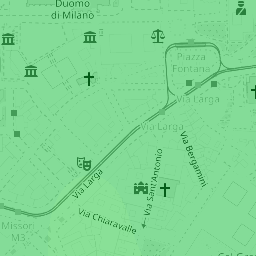 Duomo
di Milano
Piazza
Fontana
Via Larga
Via Larga
Via Bergamini
Via Sant'Antonio
Via Larga
Via Chiaravalle
Missori
M3